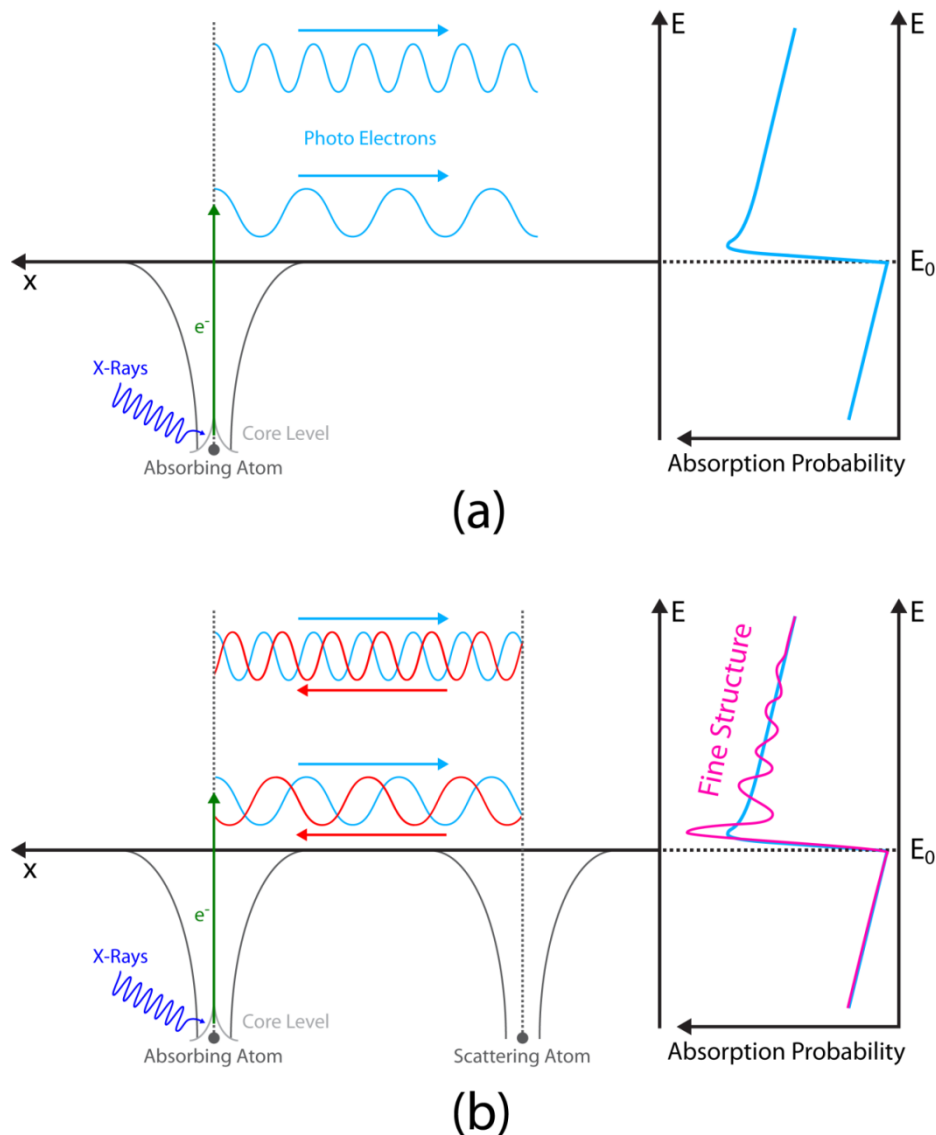 E
E
Photo Electrons
x
E₀
e⁻
X-Rays
Core Level
Absorbing Atom
Absorption Probability
(a)
E
E
Fine Structure
x
E₀
e⁻
X-Rays
Core Level
Absorbing Atom
Scattering Atom
Absorption Probability
(b)